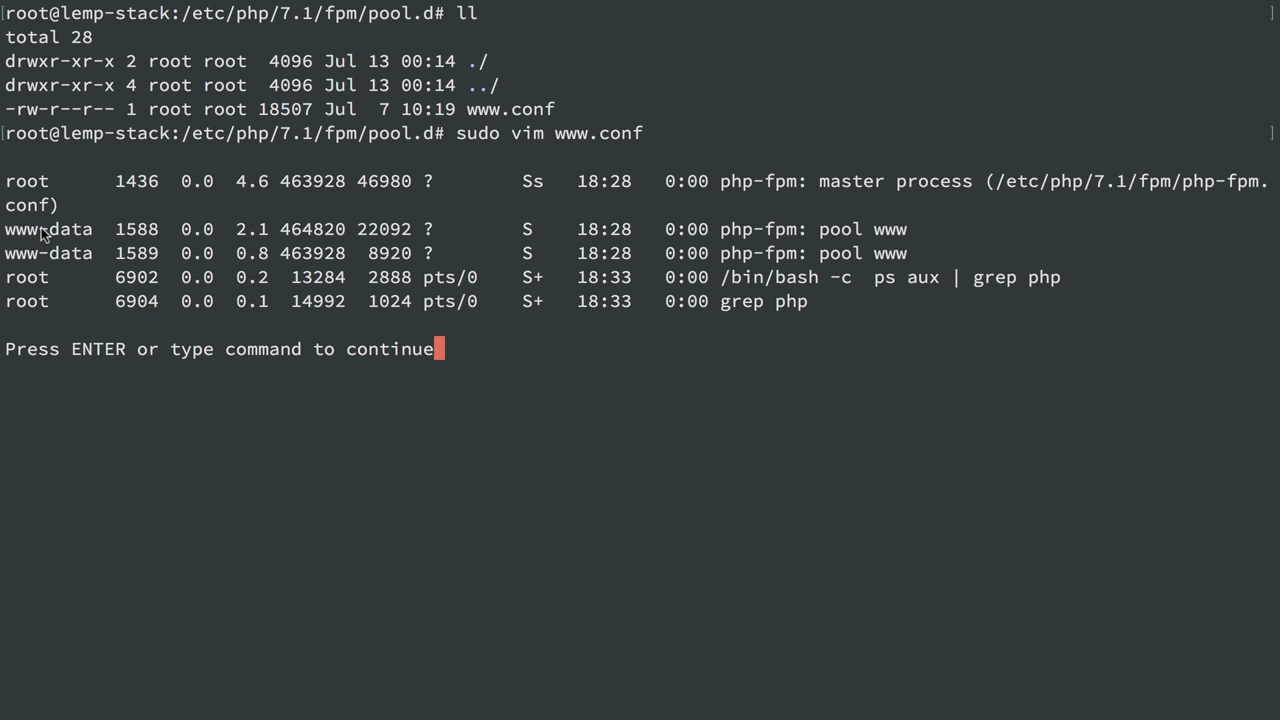 [root@lemp-stack:/etc/php/7.1/fpm/pool.d# ll ]
total 28
drwxr-xr-x 2 root root  4096 Jul 13 00:14 ./
drwxr-xr-x 4 root root  4096 Jul 13 00:14 ../
-rw-r--r-- 1 root root 18507 Jul  7 10:19 www.conf
[root@lemp-stack:/etc/php/7.1/fpm/pool.d# sudo vim www.conf ]
root      1436  0.0  4.6 463928 46980 ?        Ss   18:28   0:00 php-fpm: master process (/etc/php/7.1/fpm/php-fpm.
conf)
www-data  1588  0.0  2.1 464820 22092 ?        S    18:28   0:00 php-fpm: pool www
www-data  1589  0.0  0.8 463928  8920 ?        S    18:28   0:00 php-fpm: pool www
root      6902  0.0  0.2  13284  2888 pts/0    S+   18:33   0:00 /bin/bash -c  ps aux | grep php
root      6904  0.0  0.1  14992  1024 pts/0    S+   18:33   0:00 grep php
Press ENTER or type command to continue